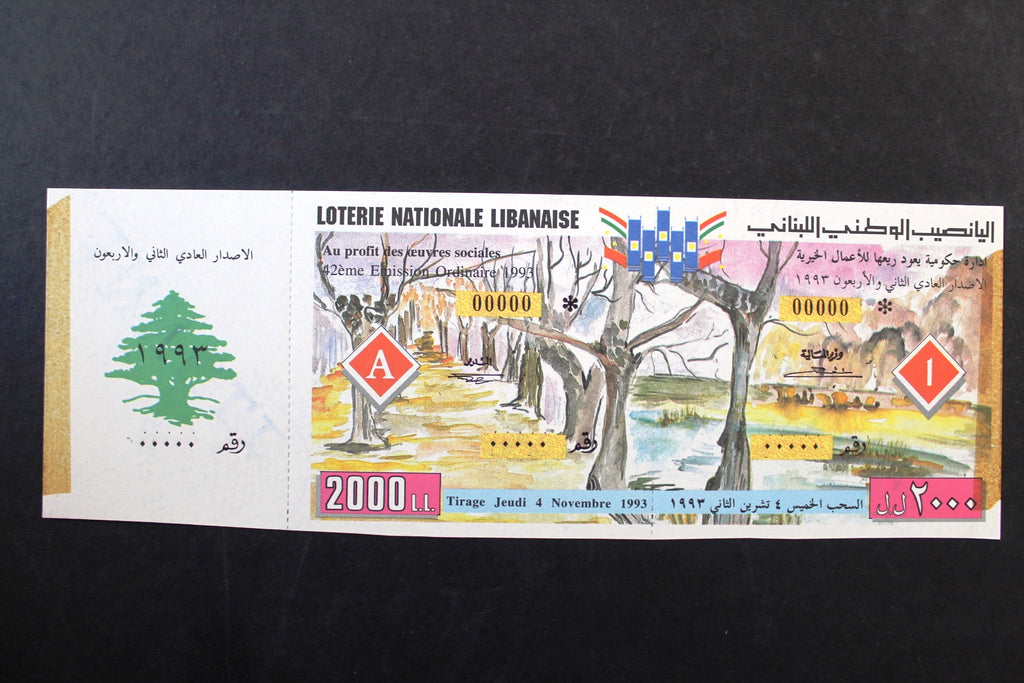 الاصدار العادي الثاني والاربعون
١٩٩٣
رقم ٠٠٠٠٠
LOTERIE NATIONALE LIBANAISE
اليانصيب الوطني اللبناني
Au profit des œuvres sociales
42ème Emission Ordinaire 1993
ادارة حكومية يعود ريعها للأعمال الخيرية
الاصدار العادي الثاني والأربعون ١٩٩٣
00000 *
00000 *
A
المدير
وزير المالية
١
رقم ٠٠٠٠٠
رقم ٠٠٠٠٠
2000 L.L.
Tirage Jeudi 4 Novembre 1993
السحب الخميس ٤ تشرين الثاني ١٩٩٣
٢٠٠٠ ل.ل